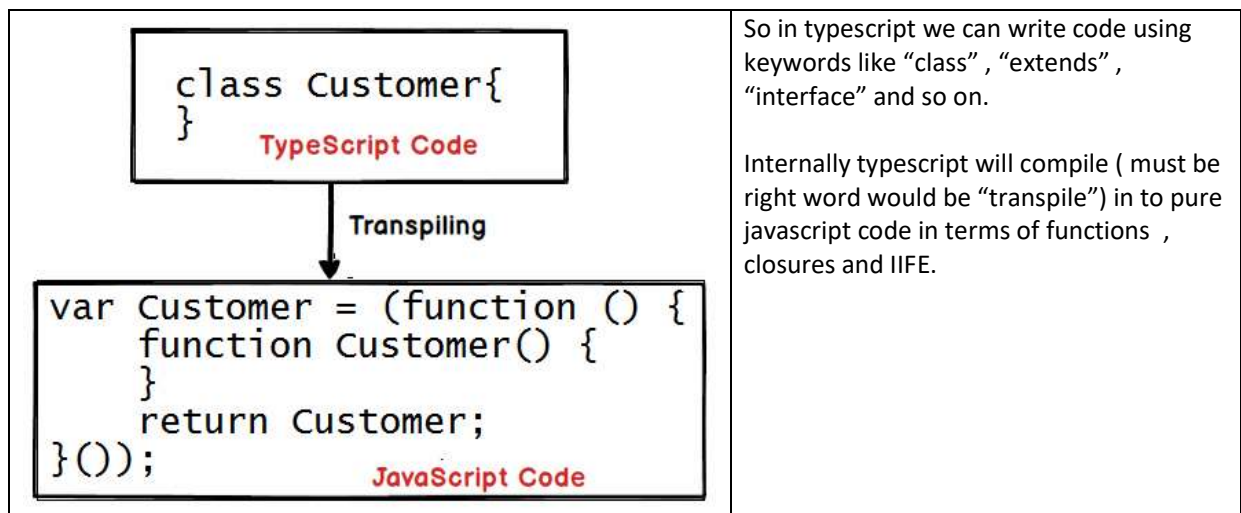 class Customer{
}
TypeScript Code
Transpiling
var Customer = (function () {
    function Customer() {
    }
    return Customer;
}());
JavaScript Code
So in typescript we can write code using
keywords like “class” , “extends” ,
“interface” and so on.
Internally typescript will compile ( must be
right word would be “transpile”) in to pure
javascript code in terms of functions  ,
closures and IIFE.